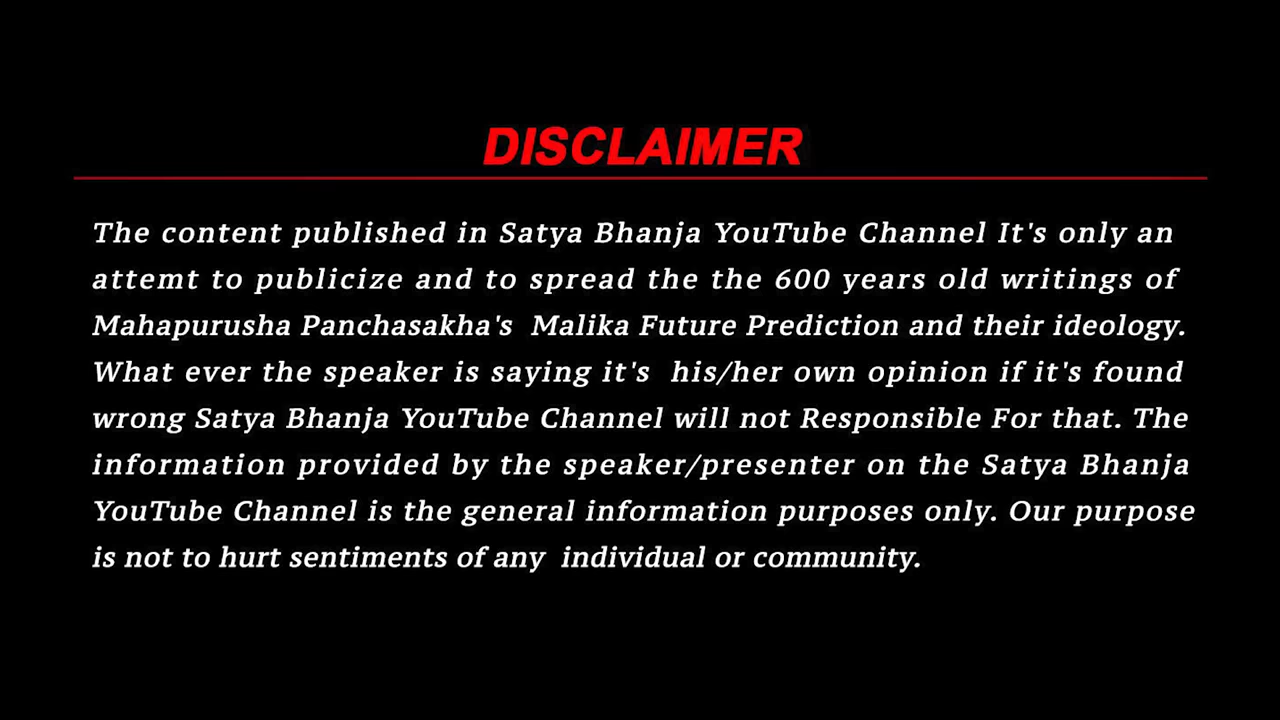 DISCLAIMER
The content published in Satya Bhanja YouTube Channel It's only an
attemt to publicize and to spread the the 600 years old writings of
Mahapurusha Panchasakha's Malika Future Prediction and their ideology.
What ever the speaker is saying it's his/her own opinion if it's found
wrong Satya Bhanja YouTube Channel will not Responsible For that. The
information provided by the speaker/presenter on the Satya Bhanja
YouTube Channel is the general information purposes only. Our purpose
is not to hurt sentiments of any individual or community.